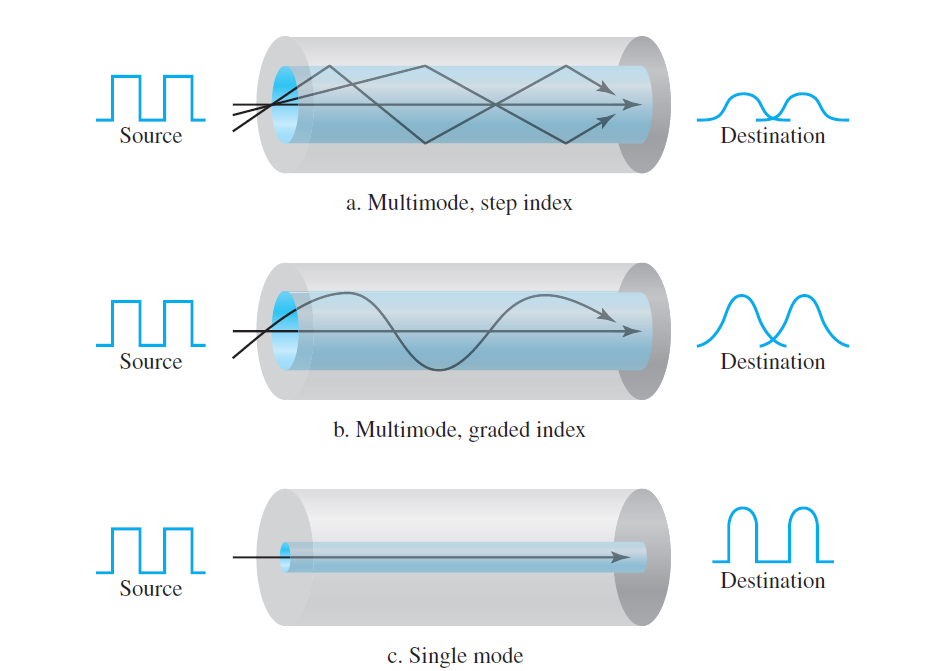 Source
Destination
a. Multimode, step index
Source
Destination
b. Multimode, graded index
Source
Destination
c. Single mode